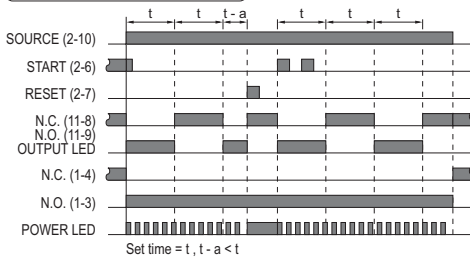 t t t - a t t t
SOURCE (2-10)
START (2-6)
RESET (2-7)
N.C. (11-8)
N.O. (11-9)
OUTPUT LED
N.C. (1-4)
N.O. (1-3)
POWER LED
Set time = t , t - a < t